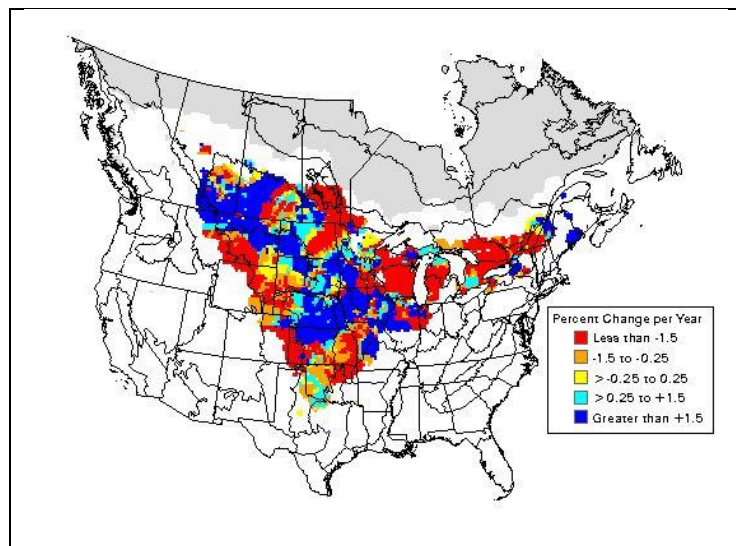 Percent Change per Year
Less than -1.5
-1.5 to -0.25
>-0.25 to 0.25
>0.25 to +1.5
Greater than +1.5